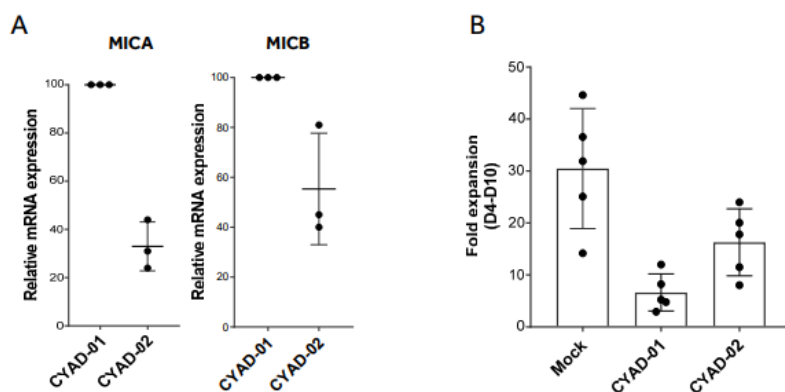 A
MICA
Relative mRNA expression
100
80
60
40
20
0
CYAD-01
CYAD-02
MICB
Relative mRNA expression
100
80
60
40
20
0
CYAD-01
CYAD-02
B
Fold expansion
(D4-D10)
50
40
30
20
10
0
Mock
CYAD-01
CYAD-02